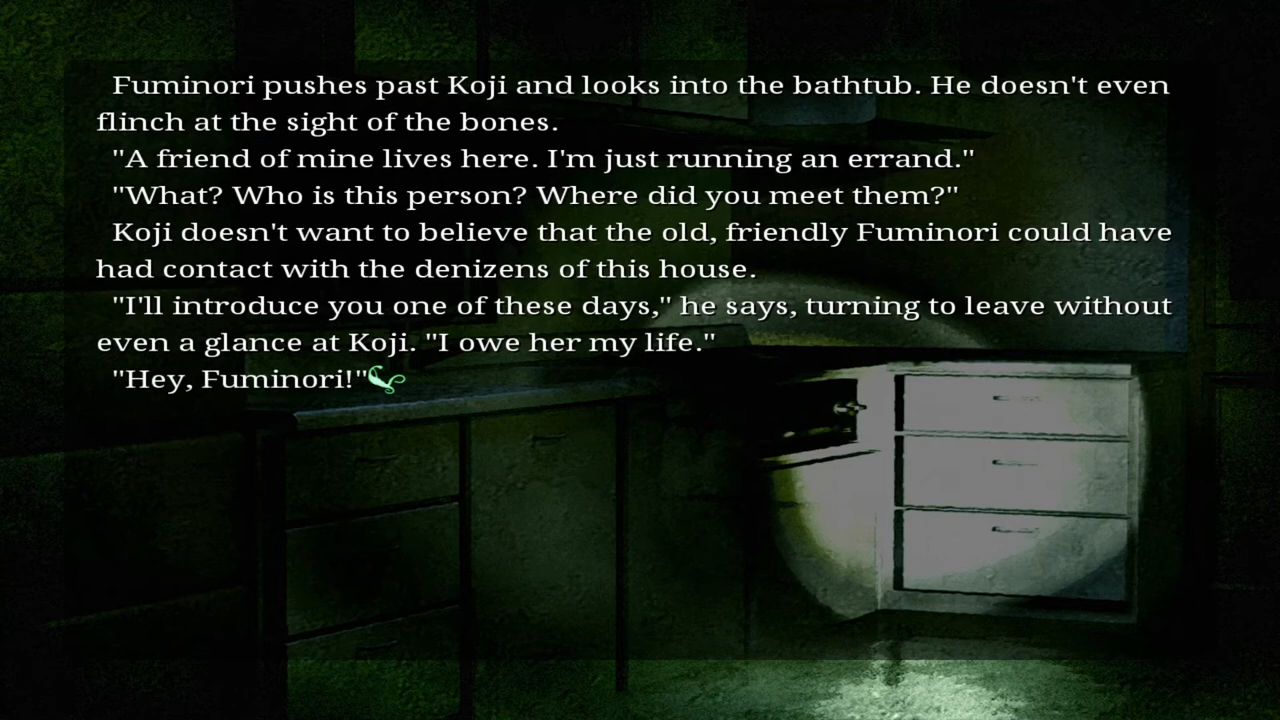 Fuminori pushes past Koji and looks into the bathtub. He doesn't even
flinch at the sight of the bones.
"A friend of mine lives here. I'm just running an errand."
"What? Who is this person? Where did you meet them?"
Koji doesn't want to believe that the old, friendly Fuminori could have
had contact with the denizens of this house.
"I'll introduce you one of these days," he says, turning to leave without
even a glance at Koji. "I owe her my life."
"Hey, Fuminori!"